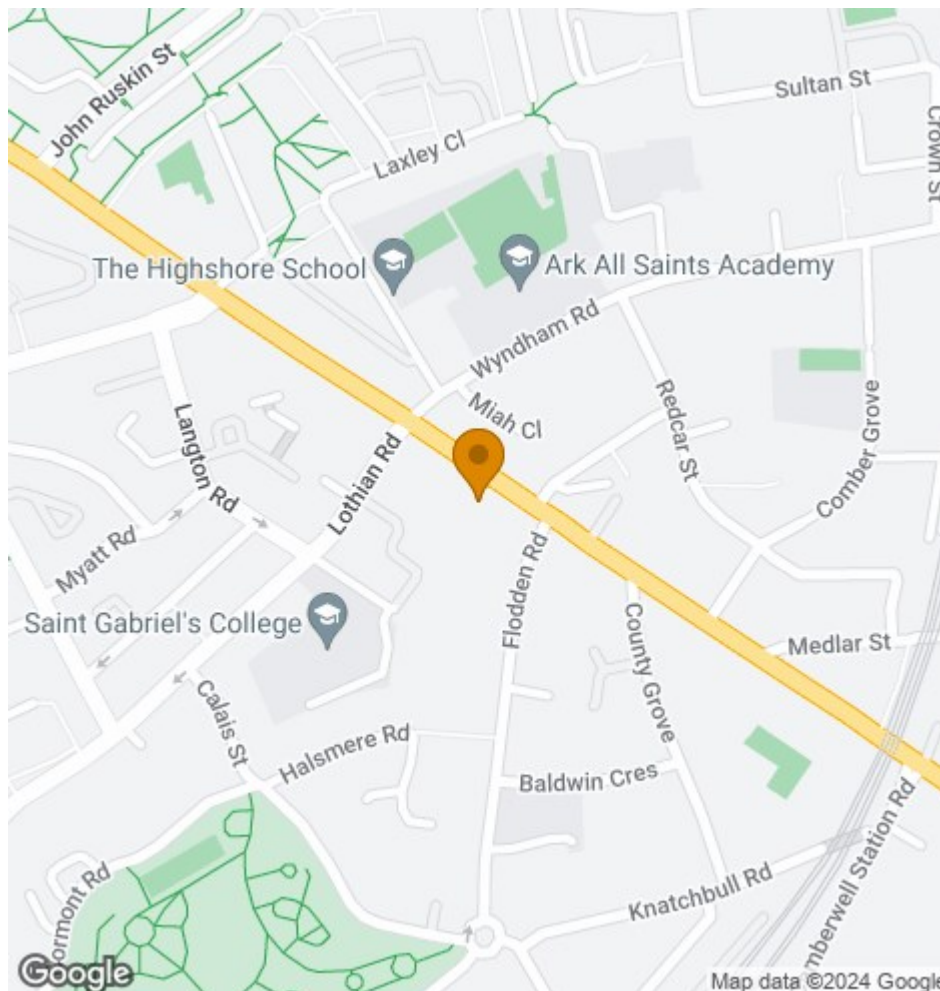 John Ruskin St
Sultan St
Laxley Cl
Crown St
The Highshore School
Ark All Saints Academy
Wyndham Rd
Miah Cl
Redcar St
Comber Grove
Langton Rd
Lothian Rd
Myatt Rd
Flodden Rd
Saint Gabriel's College
County Grove
Medlar St
Calais St
Halsmere Rd
Baldwin Cres
Knatchbull Rd
ormont Rd
mberwell Station Rd
Google
Map data ©2024 Google